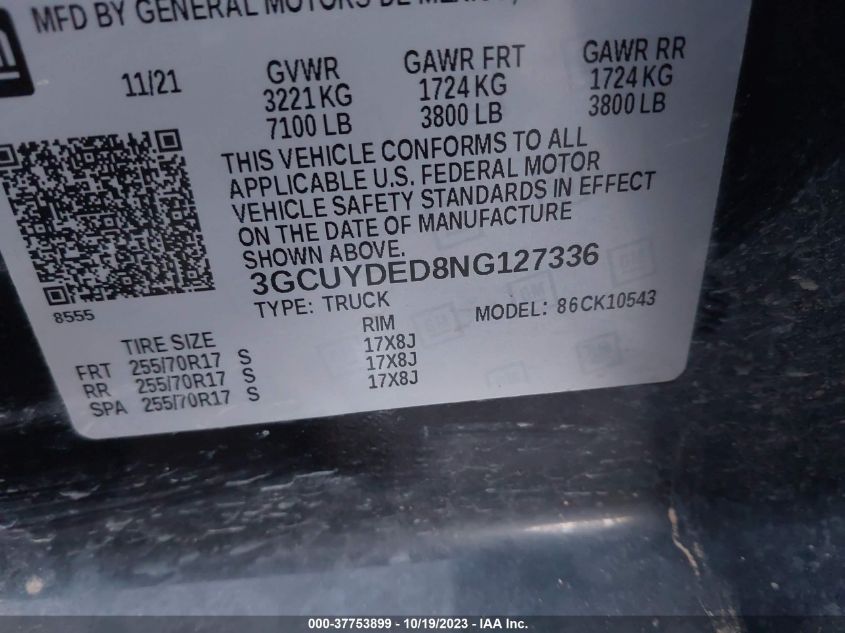 MFD BY GENERAL MOTORS DE MEXICO,
11/21
GVWR GAWR FRT GAWR RR
3221 KG 1724 KG 1724 KG
7100 LB 3800 LB 3800 LB
THIS VEHICLE CONFORMS TO ALL
APPLICABLE U.S. FEDERAL MOTOR
VEHICLE SAFETY STANDARDS IN EFFECT
ON THE DATE OF MANUFACTURE
SHOWN ABOVE.
3GCUYDED8NG127336
TYPE: TRUCK MODEL: 86CK10543
8555
TIRE SIZE RIM
FRT 255/70R17 S 17X8J
RR 255/70R17 S 17X8J
SPA 255/70R17 S 17X8J
000-37753899 - 10/19/2023 - IAA Inc.